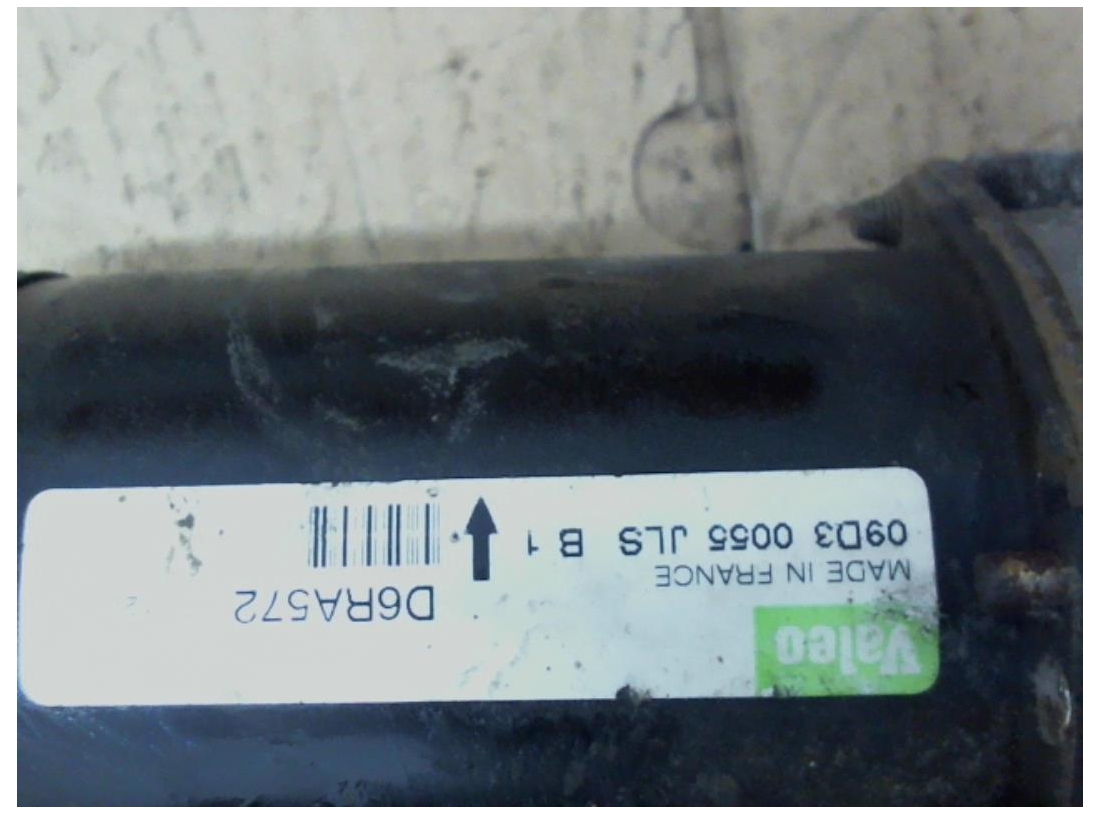 Valeo
MADE IN FRANCE
09D3 0055 JLS B 1
D6RA572